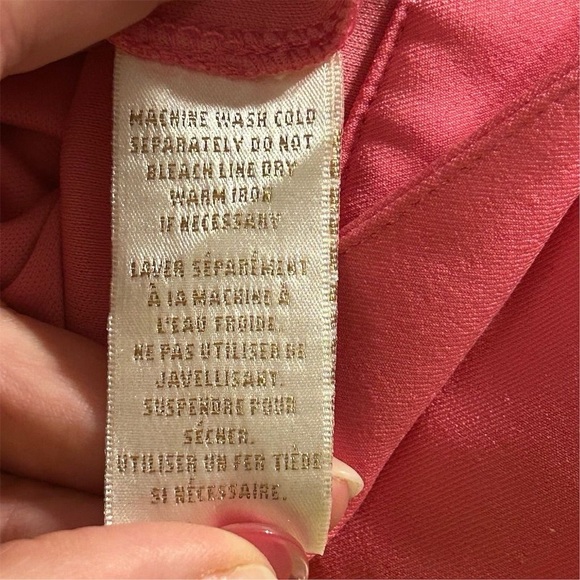 MACHINE WASH COLD
SEPARATELY DO NOT
BLEACH LINE DRY
WARM IRON
IF NECESSARY
LAVER SÉPARÉMENT
À LA MACHINE À
L'EAU FROIDE.
NE PAS UTILISER NE
JAVELLISANT.
SUSPENDRE POUR
SÉCHER.
UTILISER UN FER TIÈDE
SI NÉCESSAIRE.